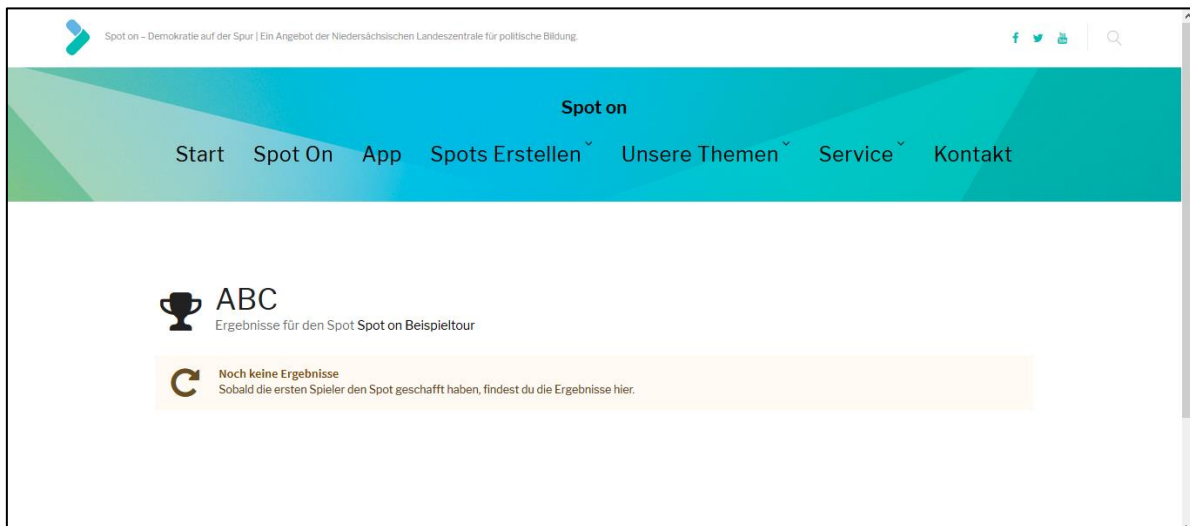 Spot on – Demokratie auf der Spur | Ein Angebot der Niedersächsischen Landeszentrale für politische Bildung.
Spot on
Start Spot On App Spots Erstellen Unsere Themen Service Kontakt
ABC
Ergebnisse für den Spot Spot on Beispieltour
Noch keine Ergebnisse
Sobald die ersten Spieler den Spot geschafft haben, findest du die Ergebnisse hier.